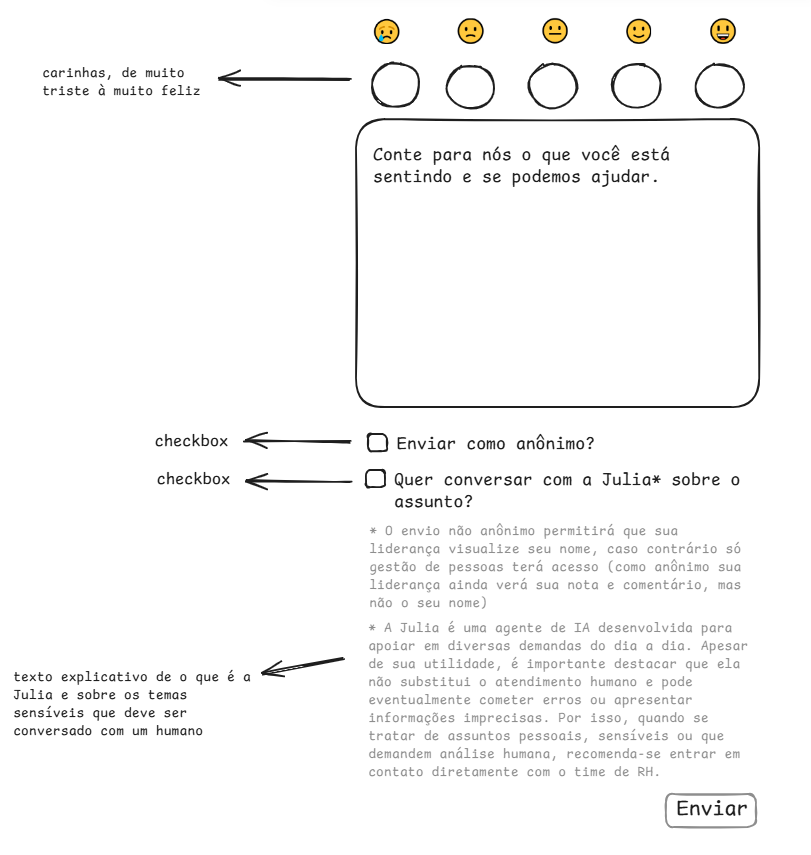 carinhas, de muito
triste à muito feliz
Conte para nós o que você está
sentindo e se podemos ajudar.
checkbox
Enviar como anônimo?
checkbox
Quer conversar com a Julia* sobre o
assunto?
* O envio não anônimo permitirá que sua
liderança visualize seu nome, caso contrário só
gestão de pessoas terá acesso (como anônimo sua
liderança ainda verá sua nota e comentário, mas
não o seu nome)
* A Julia é uma agente de IA desenvolvida para
apoiar em diversas demandas do dia a dia. Apesar
de sua utilidade, é importante destacar que ela
não substitui o atendimento humano e pode
eventualmente cometer erros ou apresentar
informações imprecisas. Por isso, quando se
tratar de assuntos pessoais, sensíveis ou que
demandem análise humana, recomenda-se entrar em
contato diretamente com o time de RH.
texto explicativo de o que é a
Julia e sobre os temas
sensíveis que deve ser
conversado com um humano
Enviar